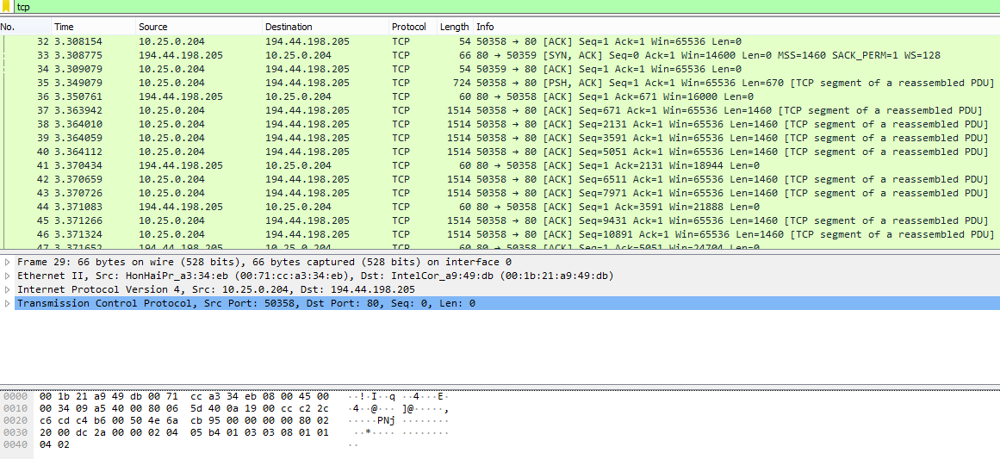 tcp
No. Time Source Destination Protocol Length Info
32 3.308154 10.25.0.204 194.44.198.205 TCP 54 50358 → 80 [ACK] Seq=1 Ack=1 Win=65536 Len=0
33 3.308775 194.44.198.205 10.25.0.204 TCP 66 80 → 50359 [SYN, ACK] Seq=0 Ack=1 Win=14600 Len=0 MSS=1460 SACK_PERM=1 WS=128
34 3.309079 10.25.0.204 194.44.198.205 TCP 54 50359 → 80 [ACK] Seq=1 Ack=1 Win=65536 Len=0
35 3.349079 10.25.0.204 194.44.198.205 TCP 724 50358 → 80 [PSH, ACK] Seq=1 Ack=1 Win=65536 Len=670 [TCP segment of a reassembled PDU]
36 3.350761 194.44.198.205 10.25.0.204 TCP 60 80 → 50358 [ACK] Seq=1 Ack=671 Win=16000 Len=0
37 3.363942 10.25.0.204 194.44.198.205 TCP 1514 50358 → 80 [ACK] Seq=671 Ack=1 Win=65536 Len=1460 [TCP segment of a reassembled PDU]
38 3.364010 10.25.0.204 194.44.198.205 TCP 1514 50358 → 80 [ACK] Seq=2131 Ack=1 Win=65536 Len=1460 [TCP segment of a reassembled PDU]
39 3.364059 10.25.0.204 194.44.198.205 TCP 1514 50358 → 80 [ACK] Seq=3591 Ack=1 Win=65536 Len=1460 [TCP segment of a reassembled PDU]
40 3.364112 10.25.0.204 194.44.198.205 TCP 1514 50358 → 80 [ACK] Seq=5051 Ack=1 Win=65536 Len=1460 [TCP segment of a reassembled PDU]
41 3.370434 194.44.198.205 10.25.0.204 TCP 60 80 → 50358 [ACK] Seq=1 Ack=2131 Win=18944 Len=0
42 3.370659 10.25.0.204 194.44.198.205 TCP 1514 50358 → 80 [ACK] Seq=6511 Ack=1 Win=65536 Len=1460 [TCP segment of a reassembled PDU]
43 3.370726 10.25.0.204 194.44.198.205 TCP 1514 50358 → 80 [ACK] Seq=7971 Ack=1 Win=65536 Len=1460 [TCP segment of a reassembled PDU]
44 3.371083 194.44.198.205 10.25.0.204 TCP 60 80 → 50358 [ACK] Seq=1 Ack=3591 Win=21888 Len=0
45 3.371266 10.25.0.204 194.44.198.205 TCP 1514 50358 → 80 [ACK] Seq=9431 Ack=1 Win=65536 Len=1460 [TCP segment of a reassembled PDU]
46 3.371324 10.25.0.204 194.44.198.205 TCP 1514 50358 → 80 [ACK] Seq=10891 Ack=1 Win=65536 Len=1460 [TCP segment of a reassembled PDU]
47 3.371652 194.44.198.205 10.25.0.204 TCP 60 80 → 50358 [ACK] Seq=1 Ack=5051 Win=24704 Len=0
Frame 29: 66 bytes on wire (528 bits), 66 bytes captured (528 bits) on interface 0
Ethernet II, Src: HonHaiPr_a3:34:eb (00:71:cc:a3:34:eb), Dst: IntelCor_a9:49:db (00:1b:21:a9:49:db)
Internet Protocol Version 4, Src: 10.25.0.204, Dst: 194.44.198.205
Transmission Control Protocol, Src Port: 50358, Dst Port: 80, Seq: 0, Len: 0
0000 00 1b 21 a9 49 db 00 71 cc a3 34 eb 08 00 45 00 ··!·I··q ··4···E·
0010 00 34 09 a5 40 00 80 06 5d 40 0a 19 00 cc c2 2c ·4··@··· ]@·····,
0020 c6 cd c4 b6 00 50 4e 6a cb 95 00 00 00 00 80 02 ·····PNj ········
0030 20 00 dc 2a 00 00 02 04 05 b4 01 03 03 08 01 01 ··*···· ········
0040 04 02 ··